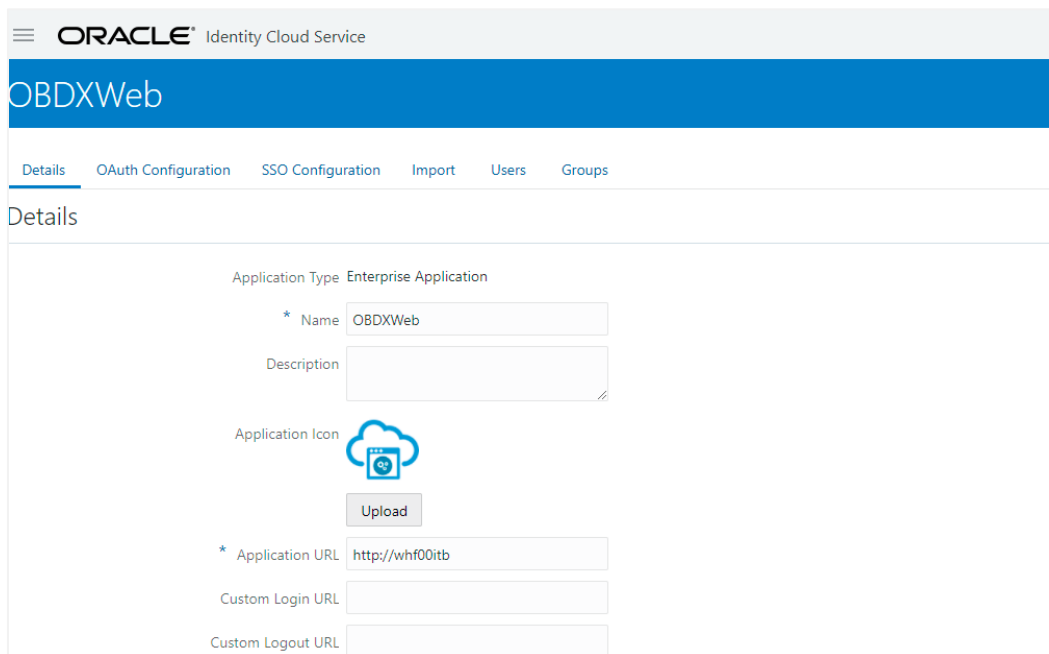 ORACLE® Identity Cloud Service
OBDXWeb
Details OAuth Configuration SSO Configuration Import Users Groups
Details
Application Type Enterprise Application
* Name OBDXWeb
Description
Application Icon
Upload
* Application URL http://whf00itb
Custom Login URL
Custom Logout URL